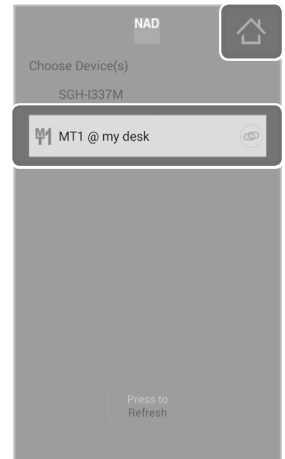 NAD
Choose Device(s)
SGH-I337M
MT1 @ my desk
Press to
Refresh